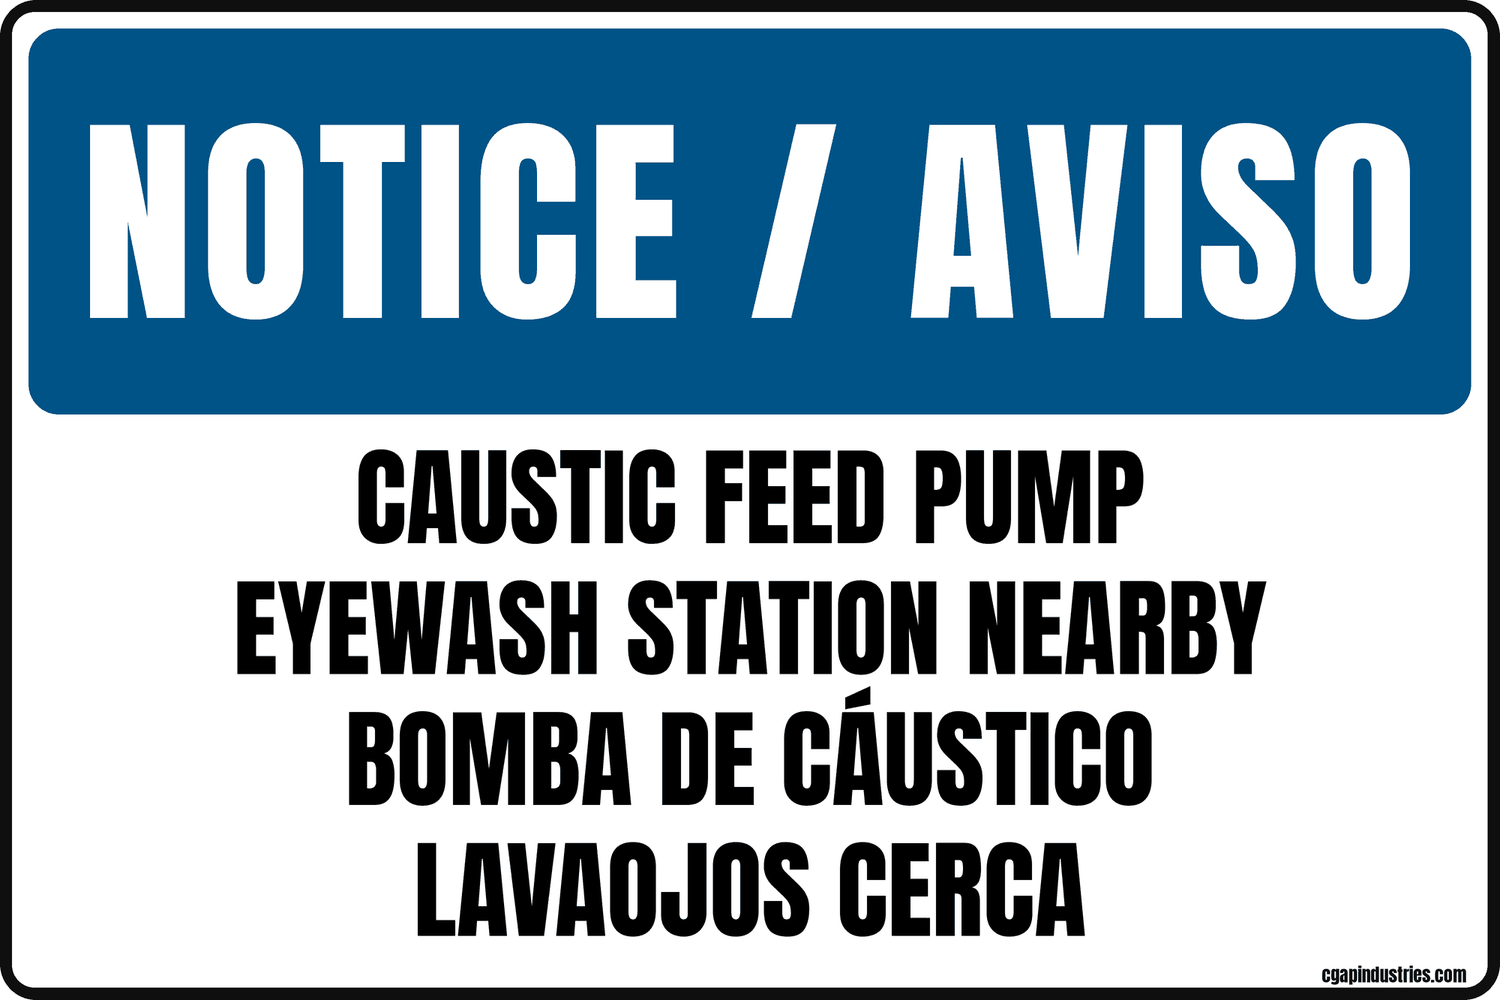 NOTICE / AVISO
CAUSTIC FEED PUMP
EYEWASH STATION NEARBY
BOMBA DE CÁUSTICO
LAVAOJOS CERCA
cgapindustries.com